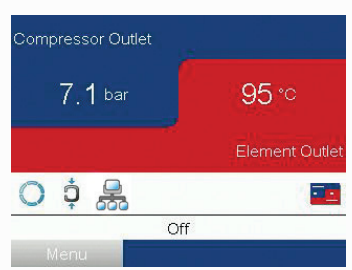 Compressor Outlet
7.1 bar
95 °C
Element Outlet
Off
Menu